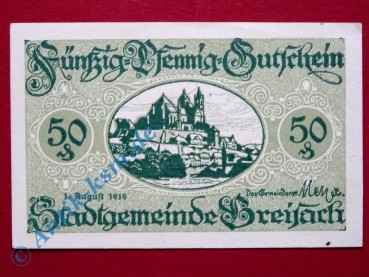 Fünfzig-Pfennig-Gutschein
50 50
1. August 1919 Der Gemeinderat:
Stadtgemeinde Breisach